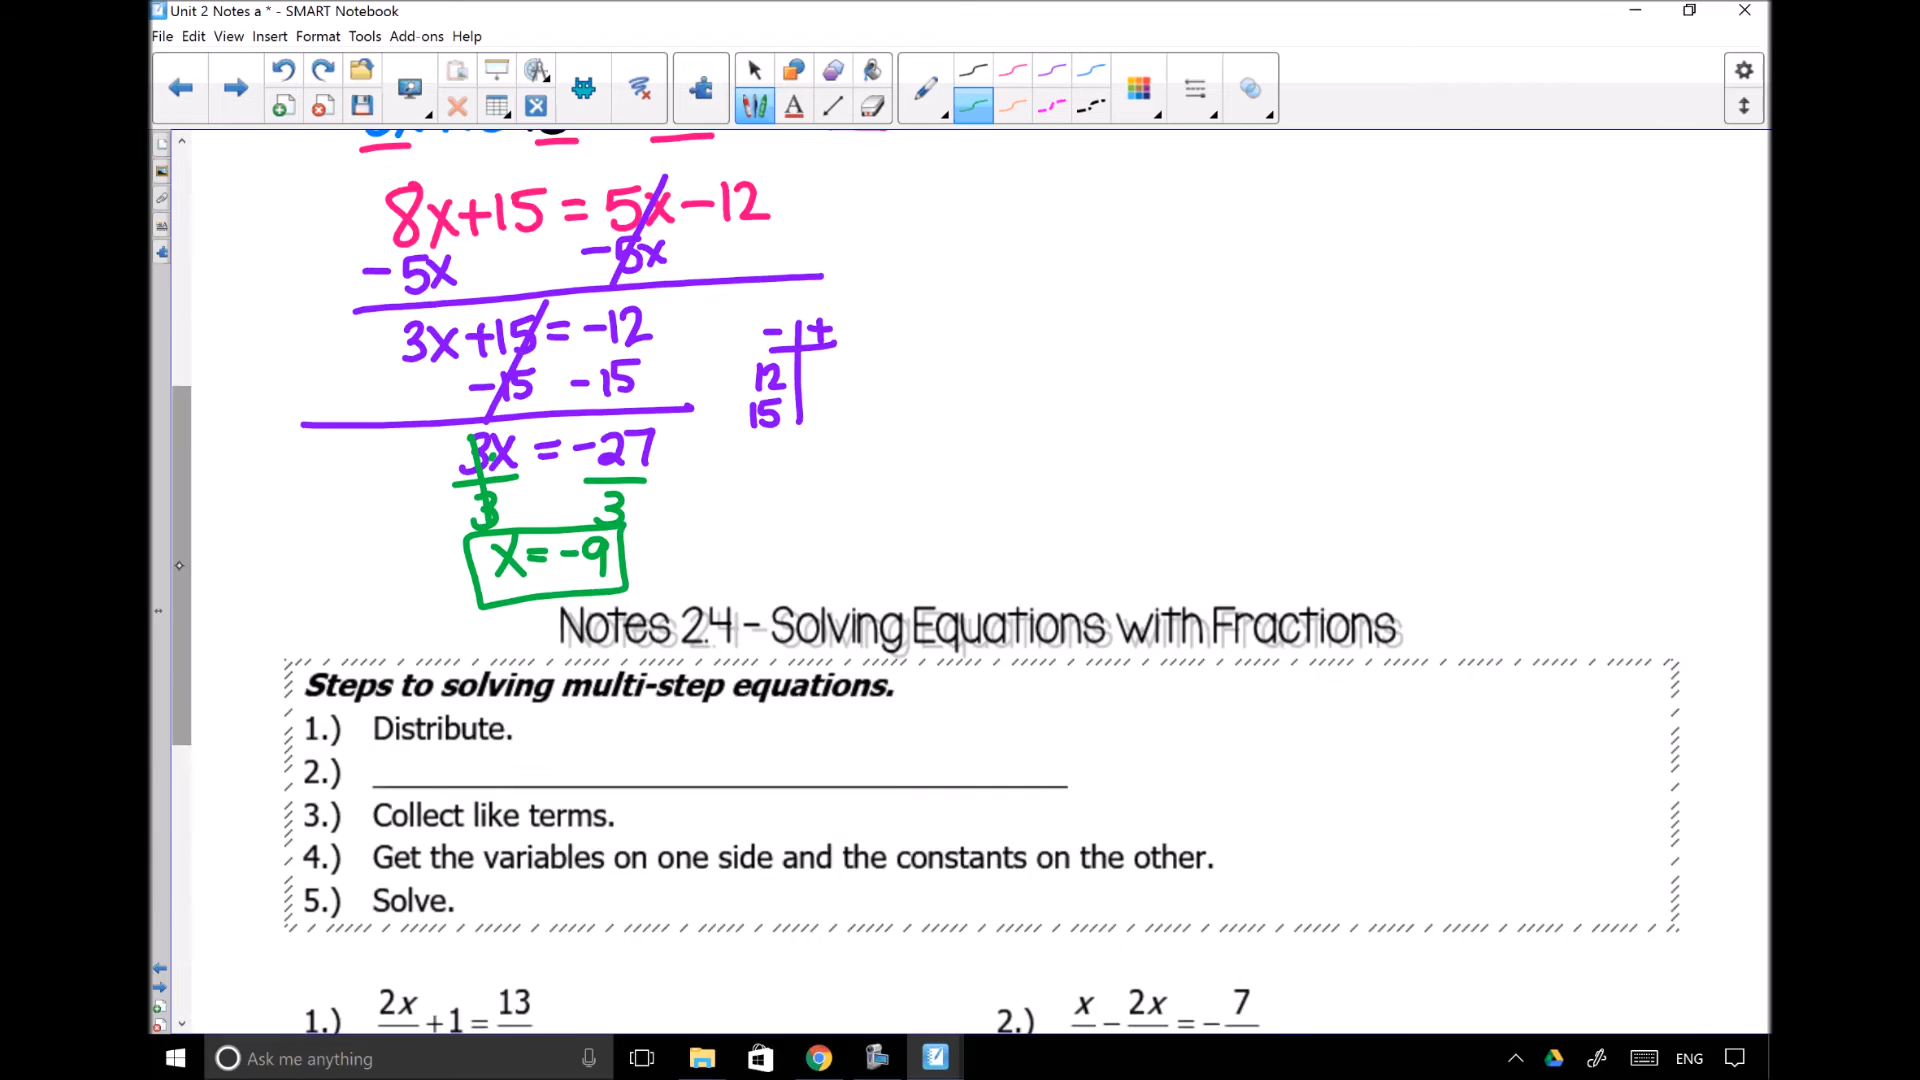 Unit 2 Notes a * - SMART Notebook
File Edit View Insert Format Tools Add-ons Help
8x+15 = 5x-12
-5x -5x
3x+15 = -12
-15 -15
- +
12
15
3x = -27
3 3
x = -9
Notes 2.4 - Solving Equations with Fractions
Steps to solving multi-step equations.
1.) Distribute.
2.) ____________________
3.) Collect like terms.
4.) Get the variables on one side and the constants on the other.
5.) Solve.
1.) 2x +1 = 13
2.) x - 2x = - 7
Ask me anything
ENG